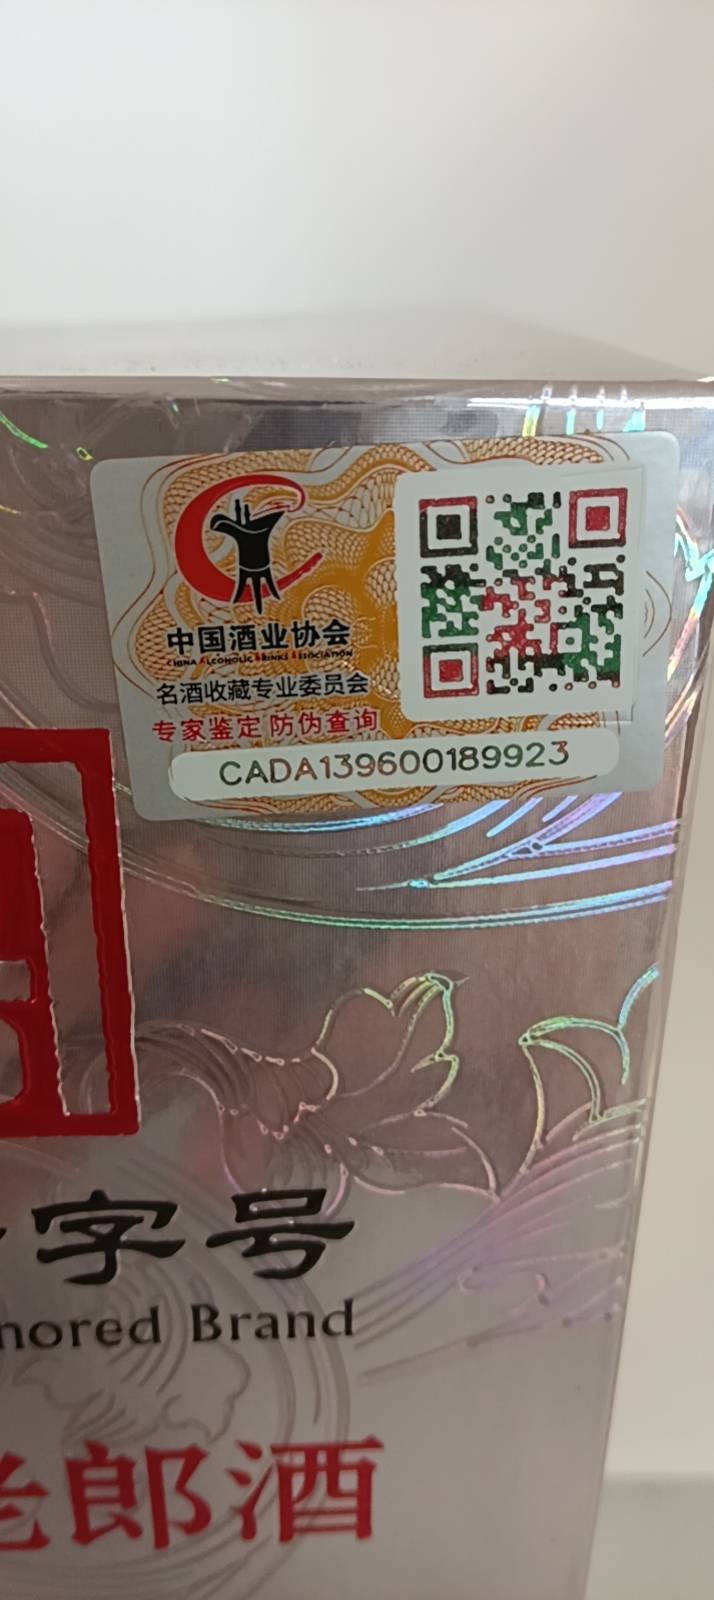 中国酒业协会
CHINA ALCOHOLIC DRINKS ASSOCIATION
名酒收藏专业委员会
专家鉴定 防伪查询
CADA139600189923
字号
nored Brand
老郎酒